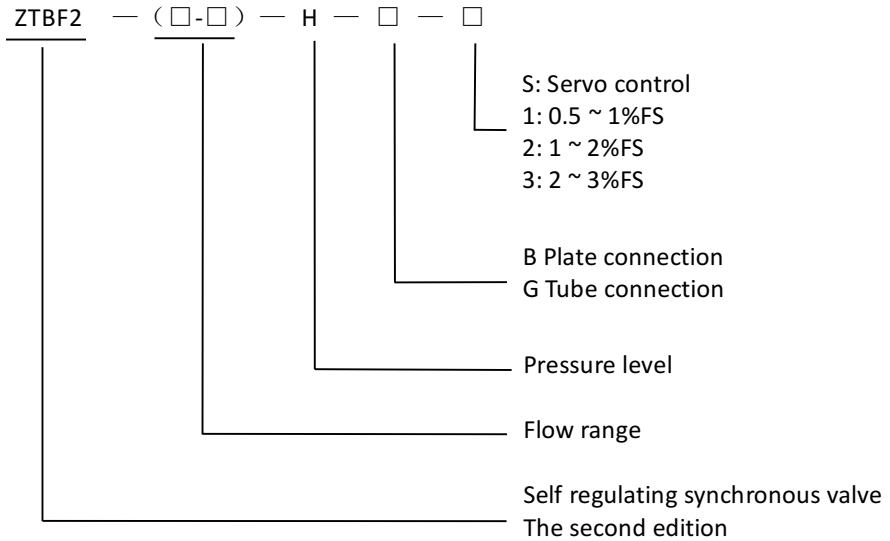 ZTBF2 — (□-□) — H — □ — □
S: Servo control
1: 0.5 ~ 1%FS
2: 1 ~ 2%FS
3: 2 ~ 3%FS
B Plate connection
G Tube connection
Pressure level
Flow range
Self regulating synchronous valve
The second edition